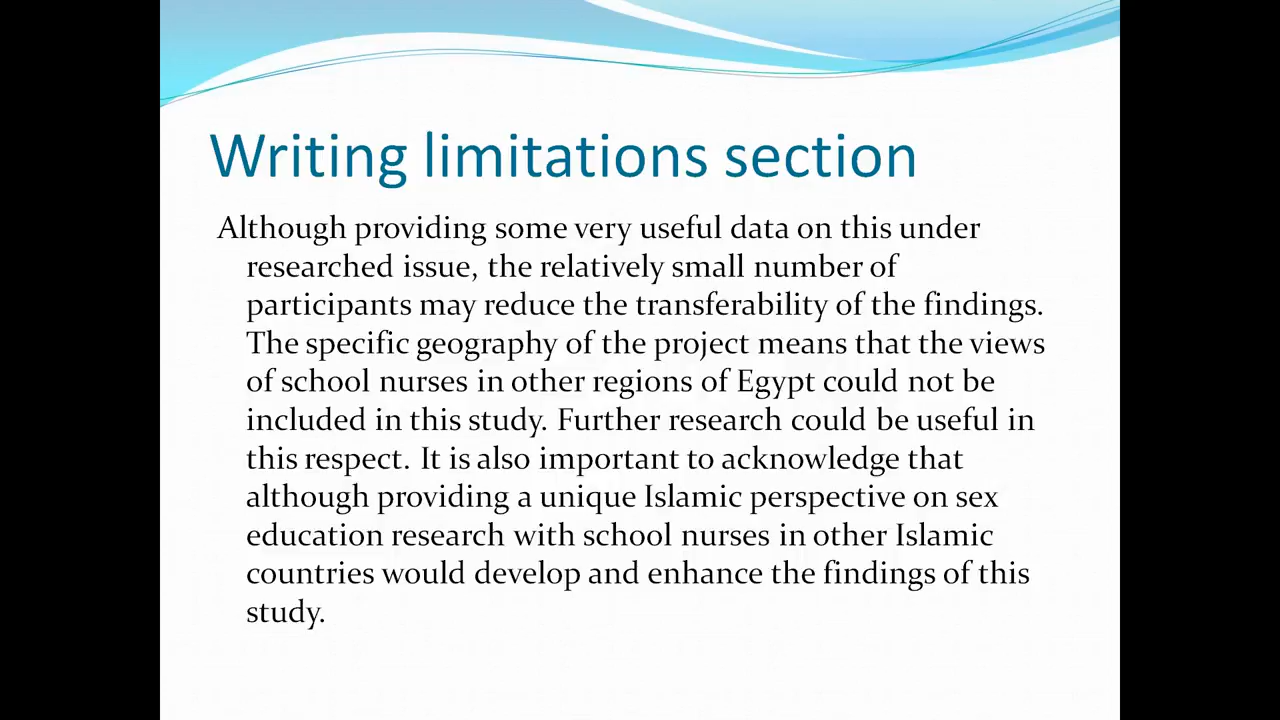 Writing limitations section
Although providing some very useful data on this under
researched issue, the relatively small number of
participants may reduce the transferability of the findings.
The specific geography of the project means that the views
of school nurses in other regions of Egypt could not be
included in this study. Further research could be useful in
this respect. It is also important to acknowledge that
although providing a unique Islamic perspective on sex
education research with school nurses in other Islamic
countries would develop and enhance the findings of this
study.